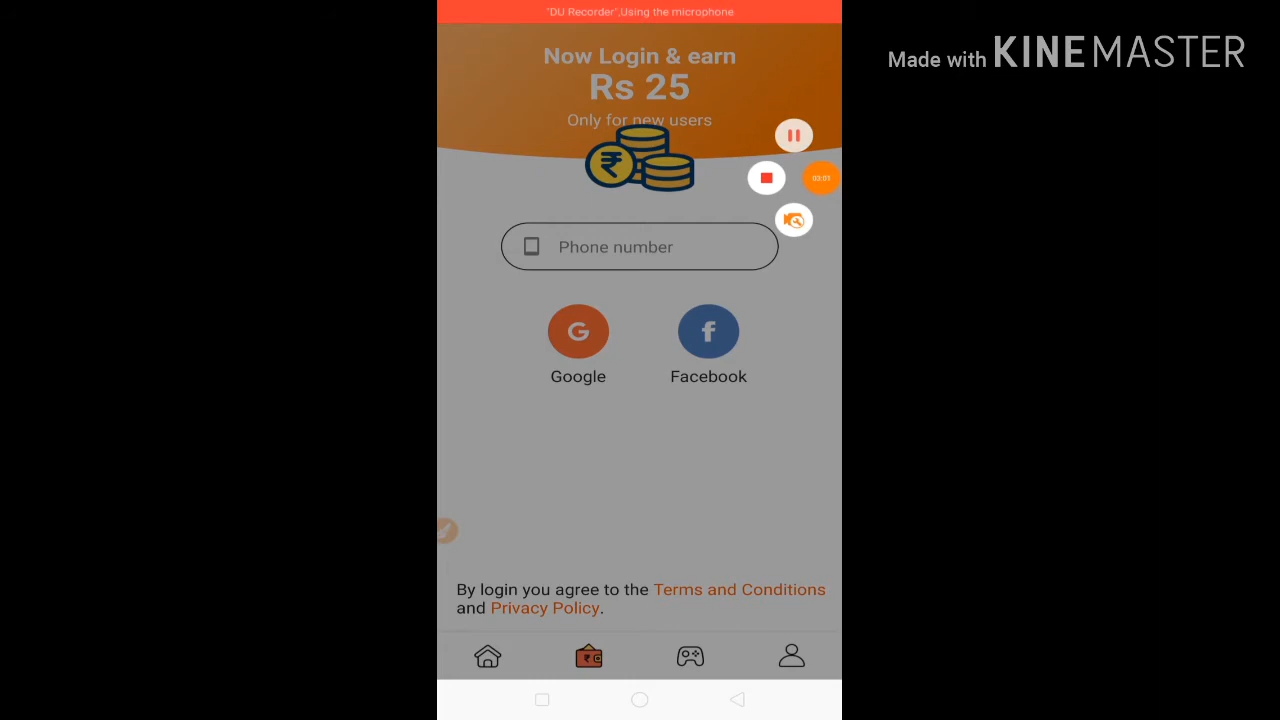 "DU Recorder",Using the microphone
Made with KINEMASTER
Now Login & earn
Rs 25
Only for new users
Phone number
Google
Facebook
By login you agree to the Terms and Conditions
and Privacy Policy.